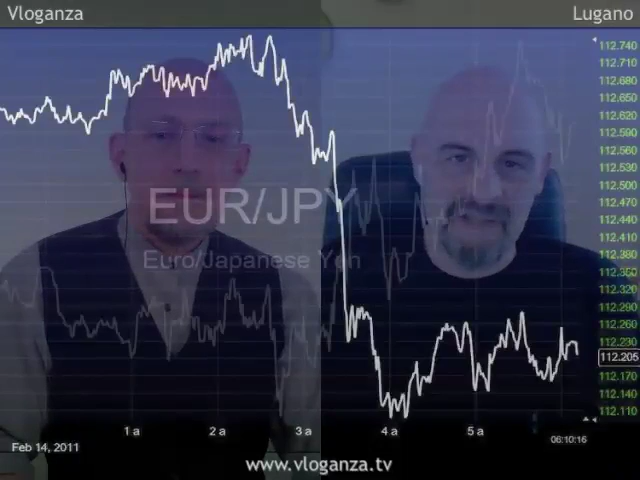 Vloganza
Lugano
EUR/JPY
Euro/Japanese Yen
112.740
112.710
112.680
112.650
112.620
112.590
112.560
112.530
112.500
112.470
112.440
112.410
112.380
112.350
112.320
112.290
112.260
112.230
112.205
112.170
112.140
112.110
1 a
2 a
3 a
4 a
5 a
Feb 14, 2011
06:10:16
www.vloganza.tv